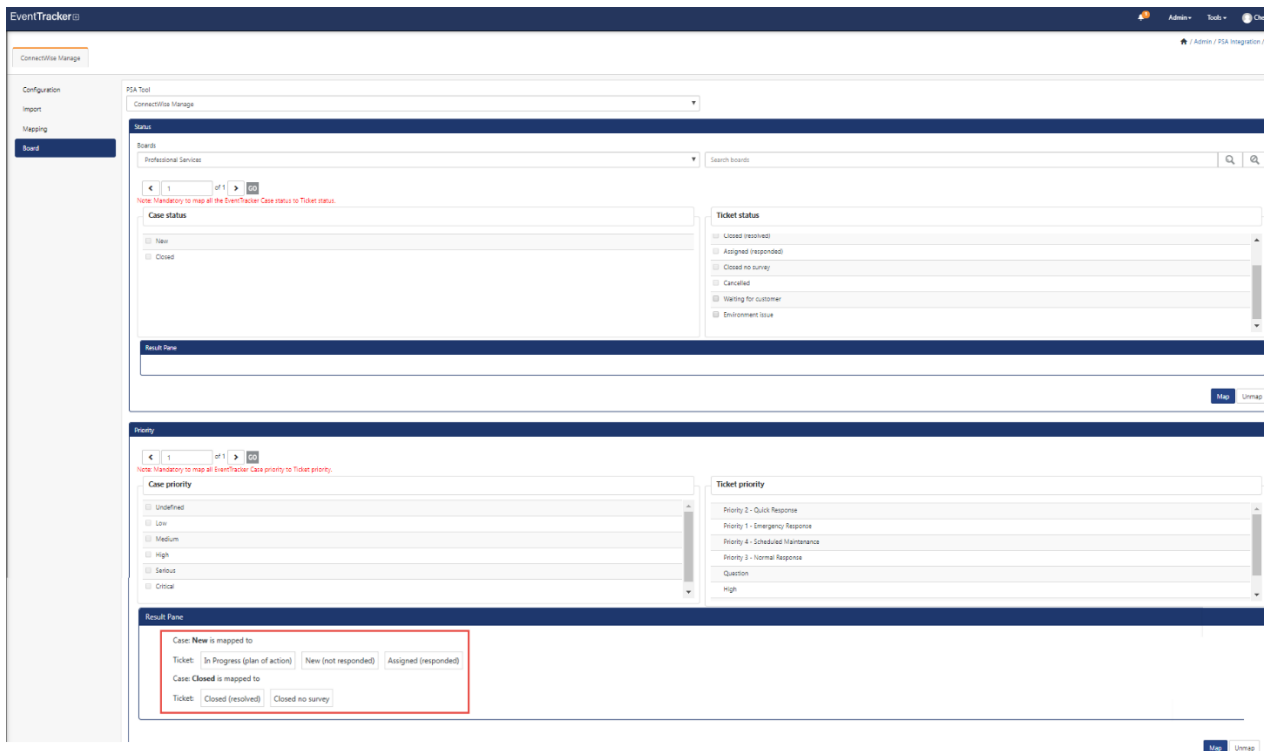 EventTracker
3
Admin
Tools
/ Admin / PSA Integration /
ConnectWise Manage
Configuration
Import
Mapping
Board
PSA Tool
ConnectWise Manage
Status
Boards
Professional Services
Search boards
1 of 1 GO
Note: Mandatory to map all the EventTracker Case status to Ticket status.
Case status
New
Closed
Ticket status
Closed (resolved)
Assigned (responded)
Closed no survey
Cancelled
Waiting for customer
Environment Issue
Result Pane
Map Unmap
Priority
1 of 1 GO
Note: Mandatory to map all EventTracker Case priority to Ticket priority.
Case priority
Undefined
Low
Medium
High
Serious
Critical
Ticket priority
Priority 2 - Quick Response
Priority 1 - Emergency Response
Priority 4 - Scheduled Maintenance
Priority 3 - Normal Response
Question
High
Result Pane
Case: New is mapped to
Ticket: In Progress (plan of action) New (not responded) Assigned (responded)
Case: Closed is mapped to
Ticket: Closed (resolved) Closed no survey
Map Unmap